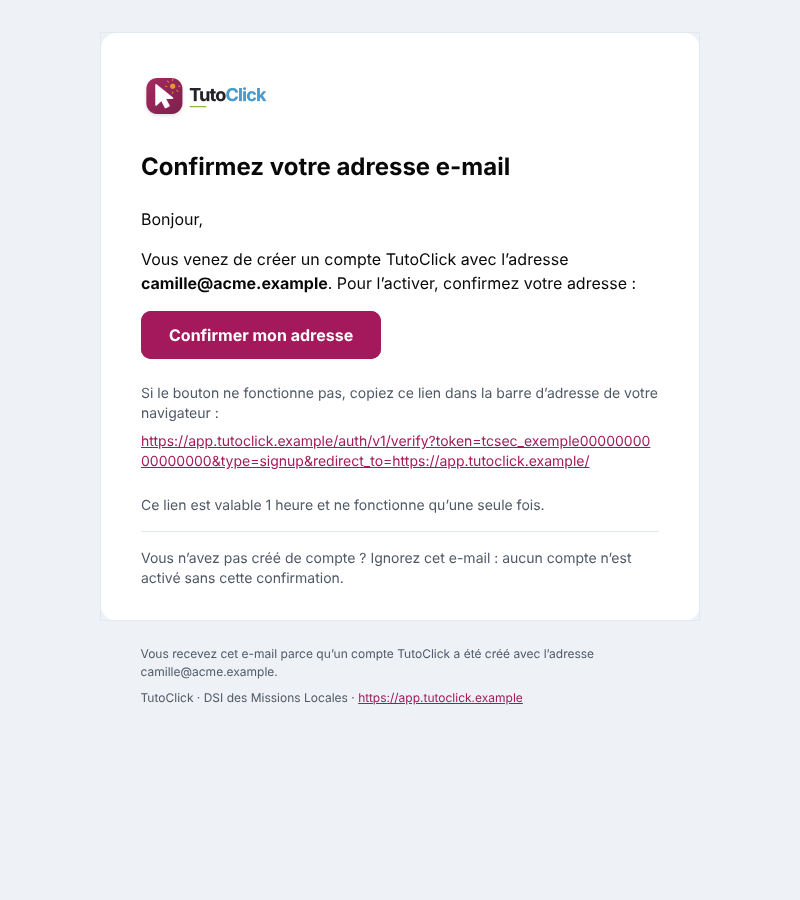 TutoClick
Confirmez votre adresse e-mail
Bonjour,
Vous venez de créer un compte TutoClick avec l’adresse
camille@acme.example. Pour l’activer, confirmez votre adresse :
Confirmer mon adresse
Si le bouton ne fonctionne pas, copiez ce lien dans la barre d’adresse de votre
navigateur :
https://app.tutoclick.example/auth/v1/verify?token=tcsec_exemple00000000
00000000&type=signup&redirect_to=https://app.tutoclick.example/
Ce lien est valable 1 heure et ne fonctionne qu’une seule fois.
Vous n’avez pas créé de compte ? Ignorez cet e-mail : aucun compte n’est
activé sans cette confirmation.
Vous recevez cet e-mail parce qu’un compte TutoClick a été créé avec l’adresse
camille@acme.example.
TutoClick · DSI des Missions Locales · https://app.tutoclick.example